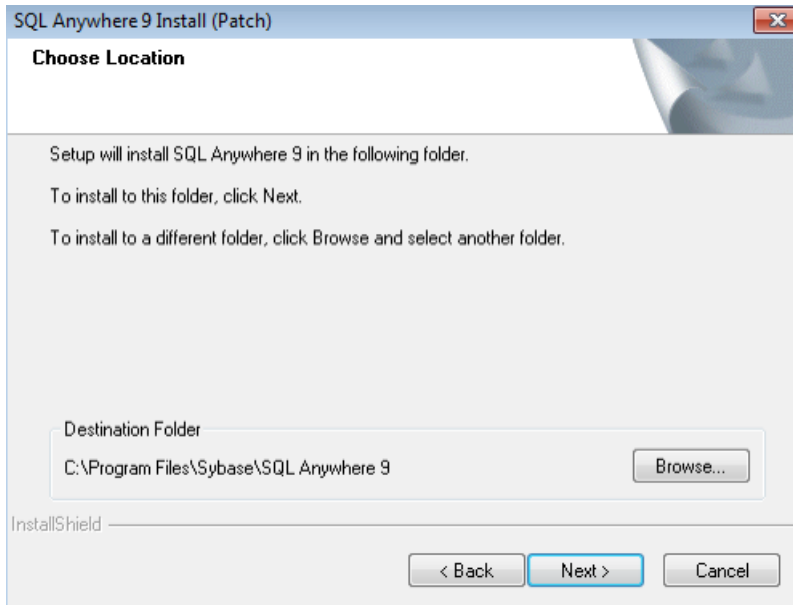 SQL Anywhere 9 Install (Patch)
Choose Location
Setup will install SQL Anywhere 9 in the following folder.
To install to this folder, click Next.
To install to a different folder, click Browse and select another folder.
Destination Folder
C:\Program Files\Sybase\SQL Anywhere 9
Browse...
InstallShield
< Back
Next >
Cancel